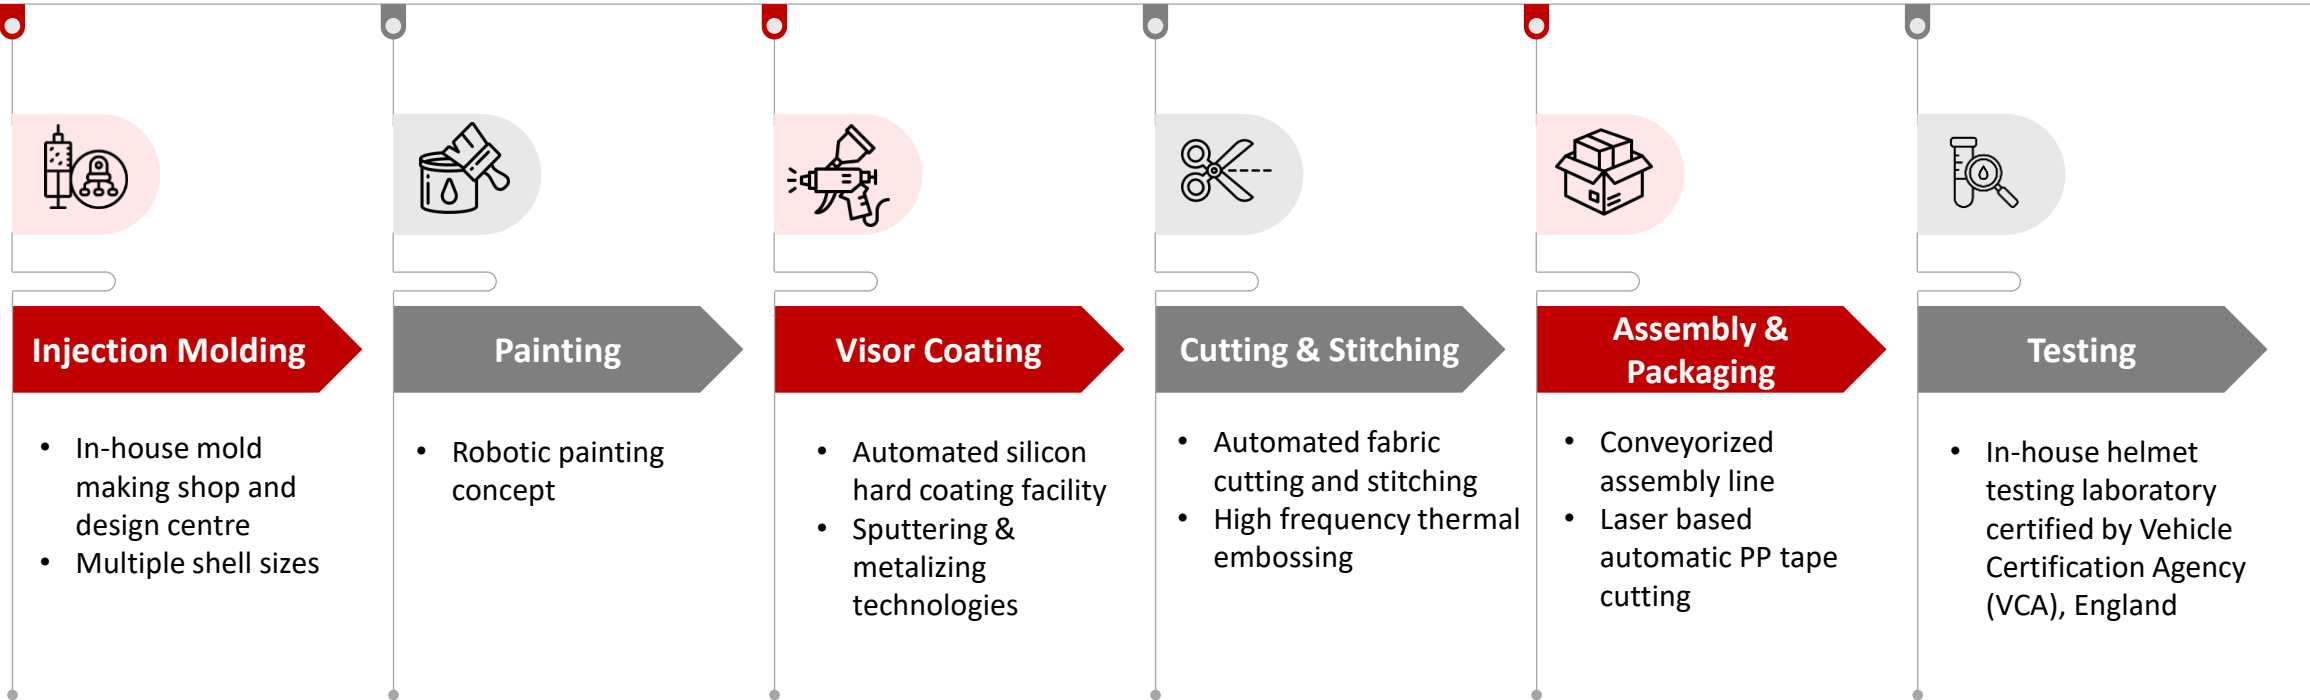 Injection Molding
• In-house mold
making shop and
design centre
• Multiple shell sizes
Painting
• Robotic painting
concept
Visor Coating
• Automated silicon
hard coating facility
• Sputtering &
metalizing
technologies
Cutting & Stitching
• Automated fabric
cutting and stitching
• High frequency thermal
embossing
Assembly &
Packaging
• Conveyorized
assembly line
• Laser based
automatic PP tape
cutting
Testing
• In-house helmet
testing laboratory
certified by Vehicle
Certification Agency
(VCA), England